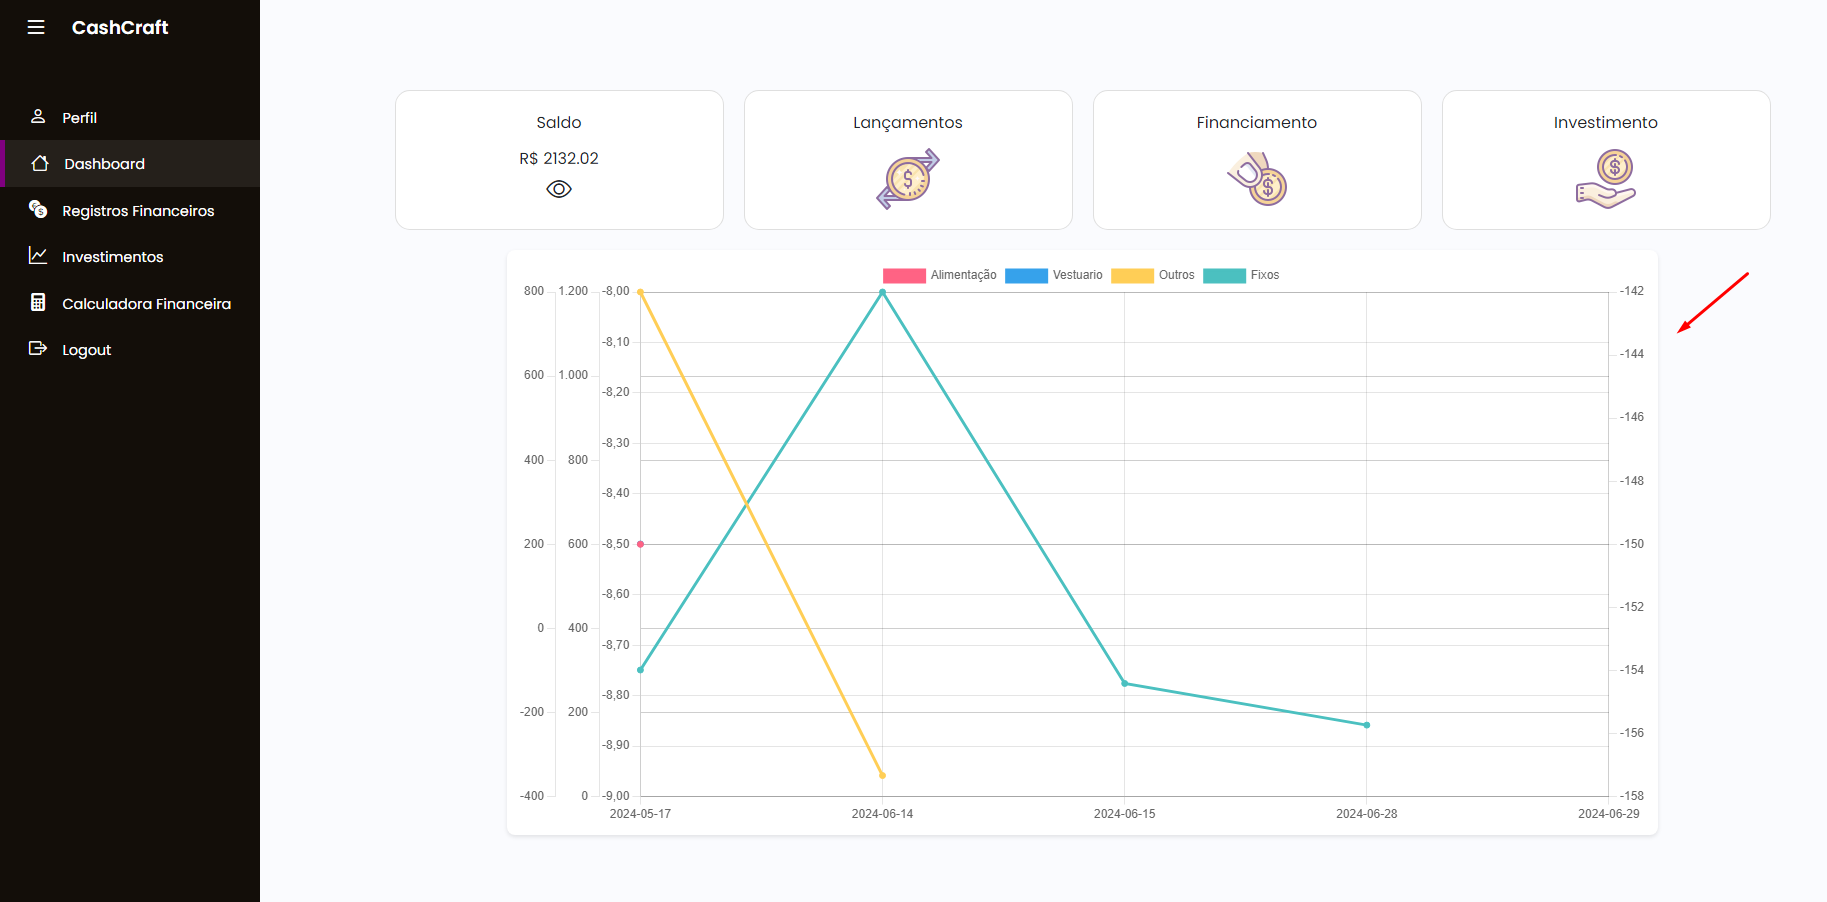 CashCraft
Perfil
Dashboard
Registros Financeiros
Investimentos
Calculadora Financeira
Logout
Saldo
R$ 2132.02
Lançamentos
Financiamento
Investimento
Alimentação Vestuario Outros Fixos
800 1.200 -8,00 -142
-8,10
-144
600 1.000
-8,20
-146
-8,30
400 800
-148
-8,40
200 600 -8,50 -150
-8,60
-152
0 400
-8,70
-154
-8,80
-200 200
-156
-8,90
-400 0 -9,00 -158
2024-05-17 2024-06-14 2024-06-15 2024-06-28 2024-06-29